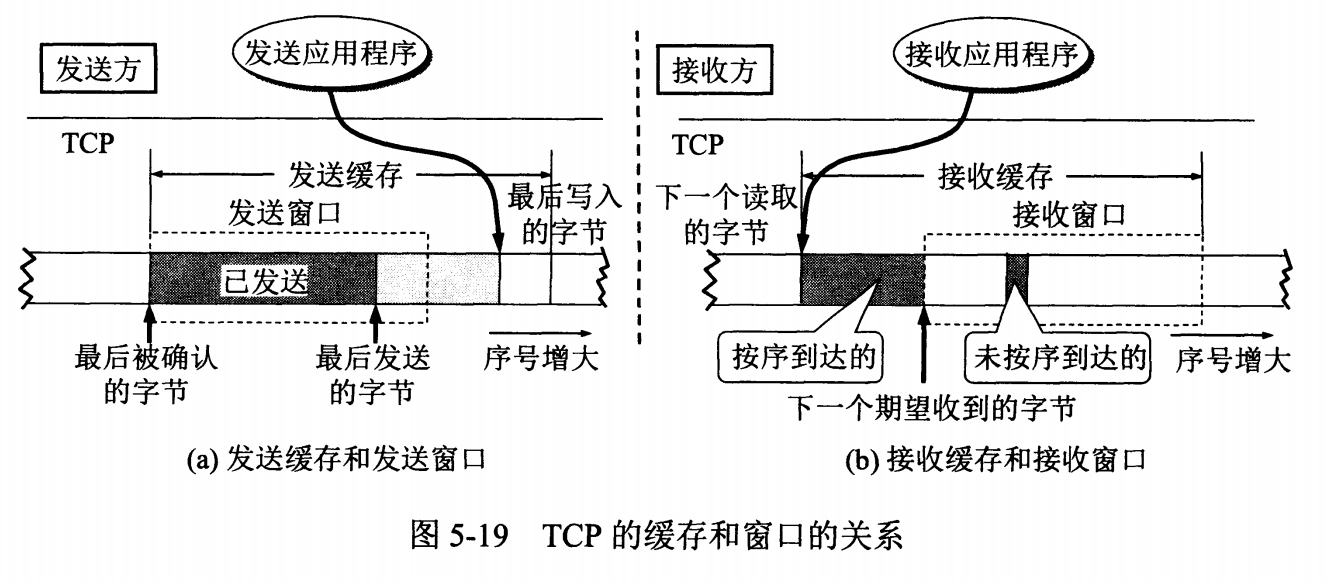 发送方
发送应用程序
TCP
发送缓存
发送窗口
最后写入
的字节
已发送
最后被确认
的字节
最后发送
的字节
序号增大
(a) 发送缓存和发送窗口
接收方
接收应用程序
TCP
接收缓存
下一个读取
的字节
接收窗口
按序到达的
未按序到达的
序号增大
下一个期望收到的字节
(b) 接收缓存和接收窗口
图 5-19 TCP 的缓存和窗口的关系